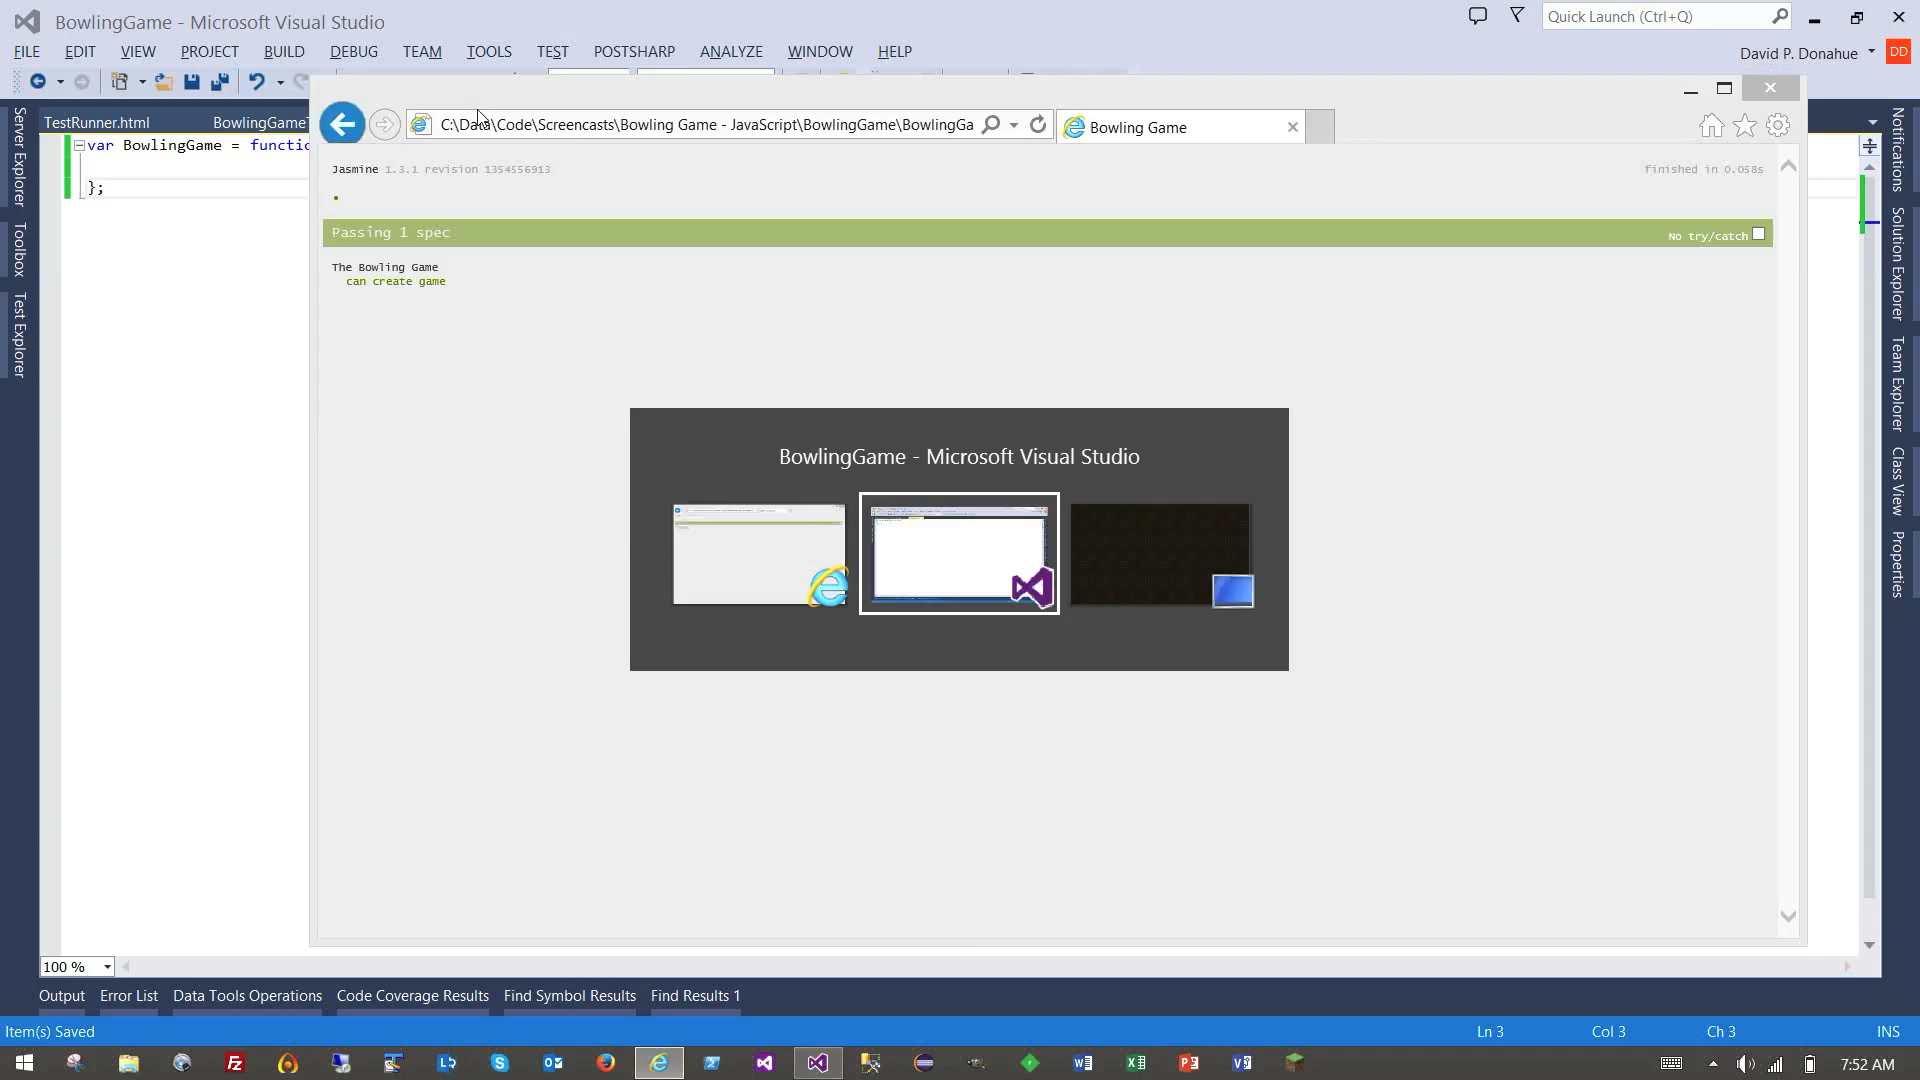 BowlingGame - Microsoft Visual Studio
Quick Launch (Ctrl+Q)
FILE EDIT VIEW PROJECT BUILD DEBUG TEAM TOOLS TEST POSTSHARP ANALYZE WINDOW HELP
David P. Donahue
DD
TestRunner.html
BowlingGameT
C:\Data\Code\Screencasts\Bowling Game - JavaScript\BowlingGame\BowlingGa
Bowling Game
var BowlingGame = functio
};
Server Explorer
Toolbox
Test Explorer
Jasmine 1.3.1 revision 1354556913
finished in 0.058s
Passing 1 spec
No try/catch
The Bowling Game
can create game
BowlingGame - Microsoft Visual Studio
Notifications
Solution Explorer
Team Explorer
Class View
Properties
100 %
Output Error List Data Tools Operations Code Coverage Results Find Symbol Results Find Results 1
Item(s) Saved
Ln 3
Col 3
Ch 3
INS
7:52 AM